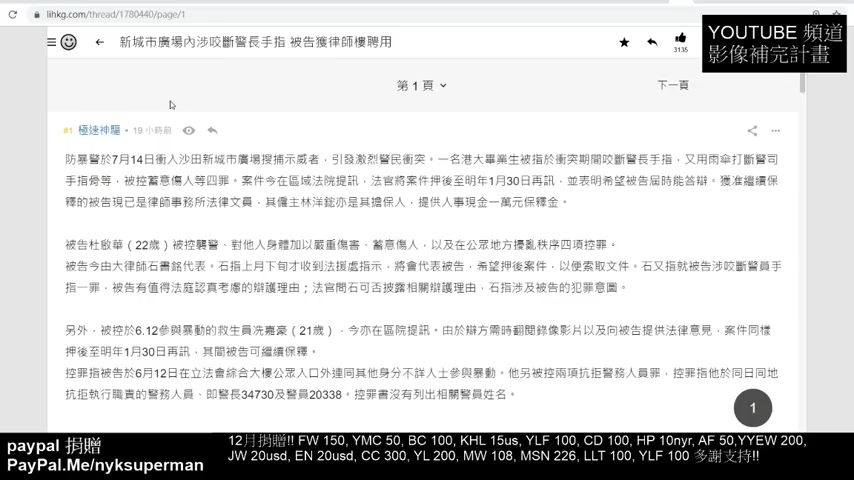 lihkg.com/thread/1780440/page/1
新城市廣場內涉咬斷警長手指 被告獲律師樓聘用
3135
YOUTUBE 頻道
影像補完計畫
第 1 頁
下一頁
#1 極速神驅 • 19 小時前
防暴警於7月14日衝入沙田新城市廣場搜捕示威者，引發激烈警民衝突。一名港大畢業生被指於衝突期間咬斷警長手指，又用雨傘打斷警司
手指骨等，被控蓄意傷人等四罪。案件今在區域法院提訊，法官將案件押後至明年1月30日再訊，並表明希望被告屆時能答辯。獲准繼續保
釋的被告現已是律師事務所法律文員，其僱主林洋鋐亦是其擔保人，提供人事現金一萬元保釋金。
被告杜啟華（22歲）被控襲警、對他人身體加以嚴重傷害、蓄意傷人，以及在公眾地方擾亂秩序四項控罪。
被告今由大律師石書銘代表。石指上月下旬才收到法援處指示，將會代表被告，希望押後案件，以便索取文件。石又指就被告涉咬斷警員手
指一罪，被告有值得法庭認真考慮的辯護理由；法官問石可否披露相關辯護理由，石指涉及被告的犯罪意圖。
另外，被控於6.12參與暴動的救生員冼嘉豪（21歲），今亦在區院提訊。由於辯方需時翻閱錄像影片以及向被告提供法律意見，案件同樣
押後至明年1月30日再訊，其間被告可繼續保釋。
控罪指被告於6月12日在立法會綜合大樓公眾入口外連同其他身分不詳人士參與暴動。他另被控兩項抗拒警務人員罪，控罪指他於同日同地
抗拒執行職責的警務人員、即警長34730及警員20338。控罪書沒有列出相關警員姓名。
1
paypal 捐贈
PayPal.Me/nyksuperman
12月捐贈!! FW 150, YMC 50, BC 100, KHL 15us, YLF 100, CD 100, HP 10nyr, AF 50,YYEW 200,
JW 20usd, EN 20usd, CC 300, YL 200, MW 108, MSN 226, LLT 100, YLF 100 多謝支持!!